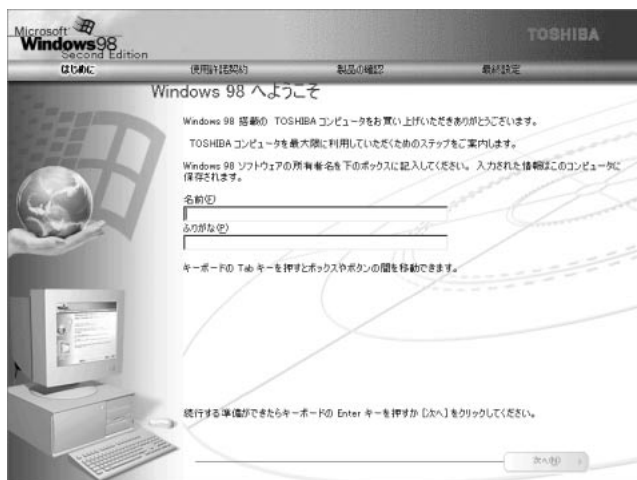 Microsoft
Windows98
Second Edition
TOSHIBA
はじめに
使用許諾契約
製品の確認
最終設定
Windows 98 へようこそ
Windows 98 搭載の TOSHIBA コンピュータをお買い上げいただきありがとうございます。
TOSHIBA コンピュータを最大限に利用していただくためのステップをご案内します。
Windows 98 ソフトウェアの所有者名を下のボックスに記入してください。 入力された情報はこのコンピュータに
保存されます。
名前(F)
ふりがな(P)
キーボードの Tab キーを押すとボックスやボタンの間を移動できます。
続行する準備ができたらキーボードの Enter キーを押すか [次へ] をクリックしてください。
次へ(N)